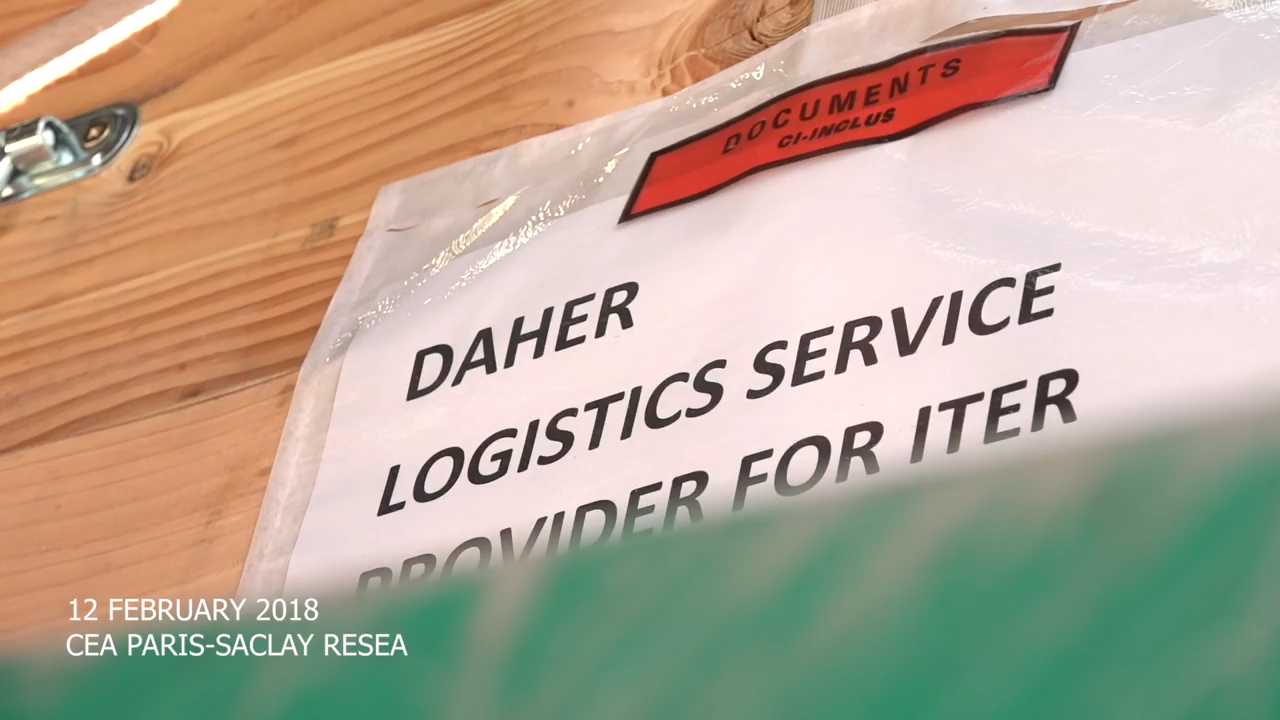 DOCUMENTS
CI-INCLUS
DAHER
LOGISTICS SERVICE
PROVIDER FOR ITER
12 FEBRUARY 2018
CEA PARIS-SACLAY RESEA